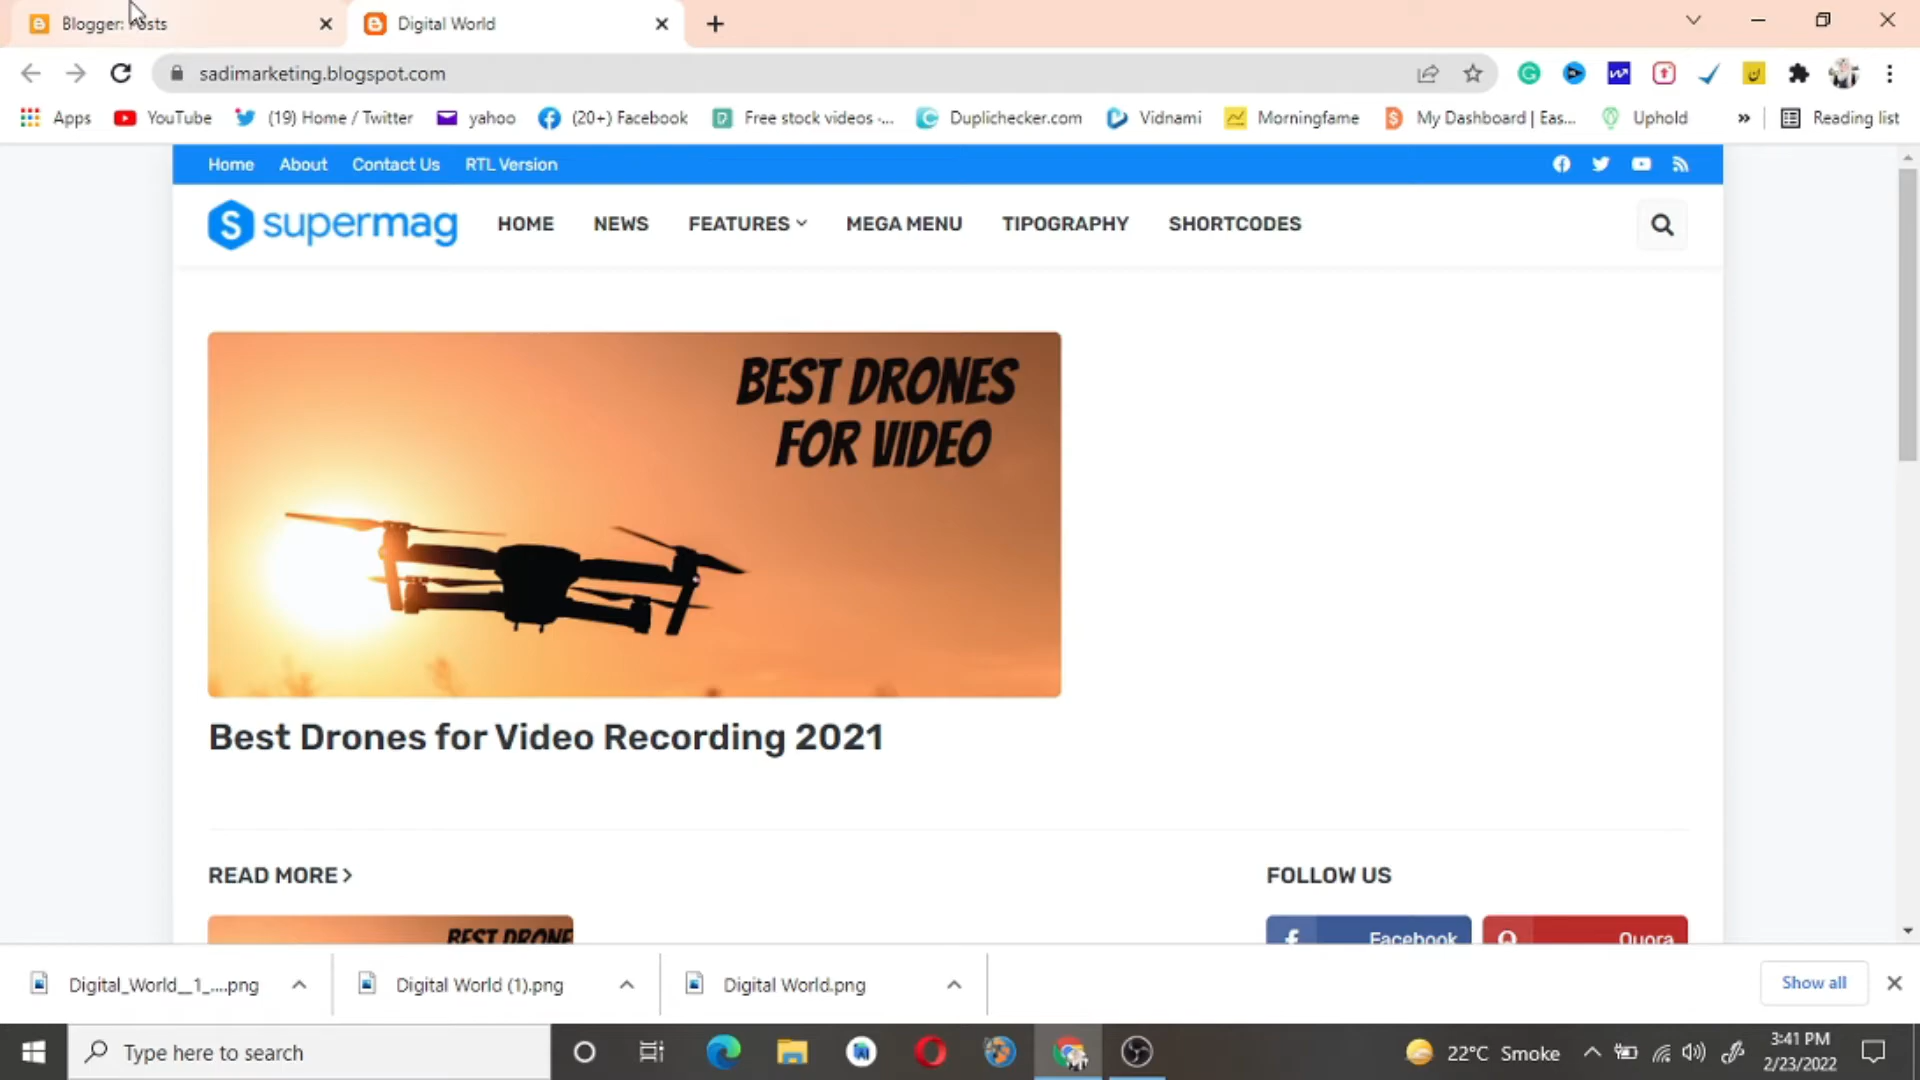 Blogger: Posts
Digital World
sadimarketing.blogspot.com
Apps
YouTube
(19) Home / Twitter
yahoo
(20+) Facebook
Free stock videos -...
Duplichecker.com
Vidnami
Morningfame
My Dashboard | Eas...
Uphold
Reading list
Home
About
Contact Us
RTL Version
supermag
HOME
NEWS
FEATURES
MEGA MENU
TIPOGRAPHY
SHORTCODES
BEST DRONES
FOR VIDEO
Best Drones for Video Recording 2021
READ MORE
FOLLOW US
BEST DRONE
Facebook
Quora
Digital_World__1_....png
Digital World (1).png
Digital World.png
Show all
Type here to search
22°C Smoke
3:41 PM
2/23/2022